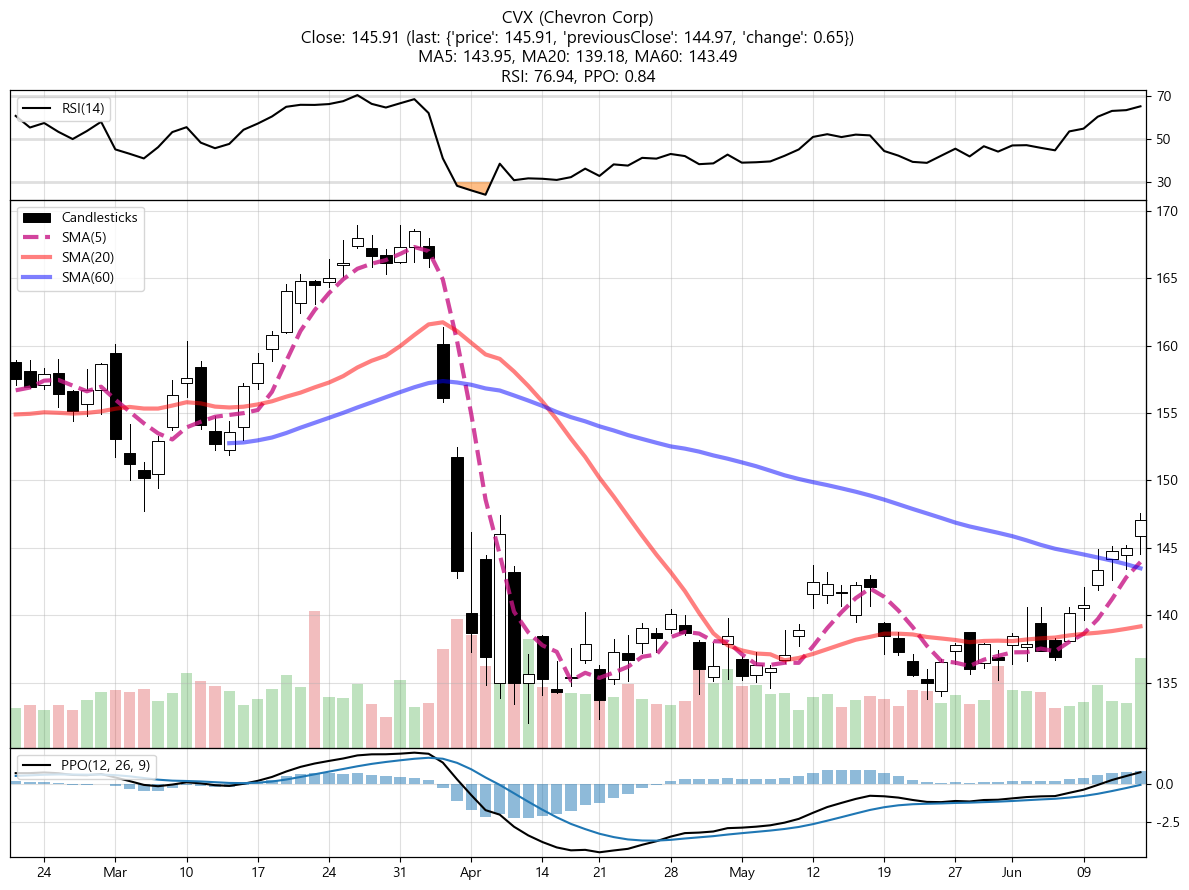 CVX (Chevron Corp)
Close: 145.91 (last: {'price': 145.91, 'previousClose': 144.97, 'change': 0.65})
MA5: 143.95, MA20: 139.18, MA60: 143.49
RSI: 76.94, PPO: 0.84
RSI(14)
70
50
30
Candlesticks
SMA(5)
SMA(20)
SMA(60)
170
165
160
155
150
145
140
135
PPO(12, 26, 9)
0.0
-2.5
24 Mar 10 17 24 31 Apr 14 21 28 May 12 19 27 Jun 09